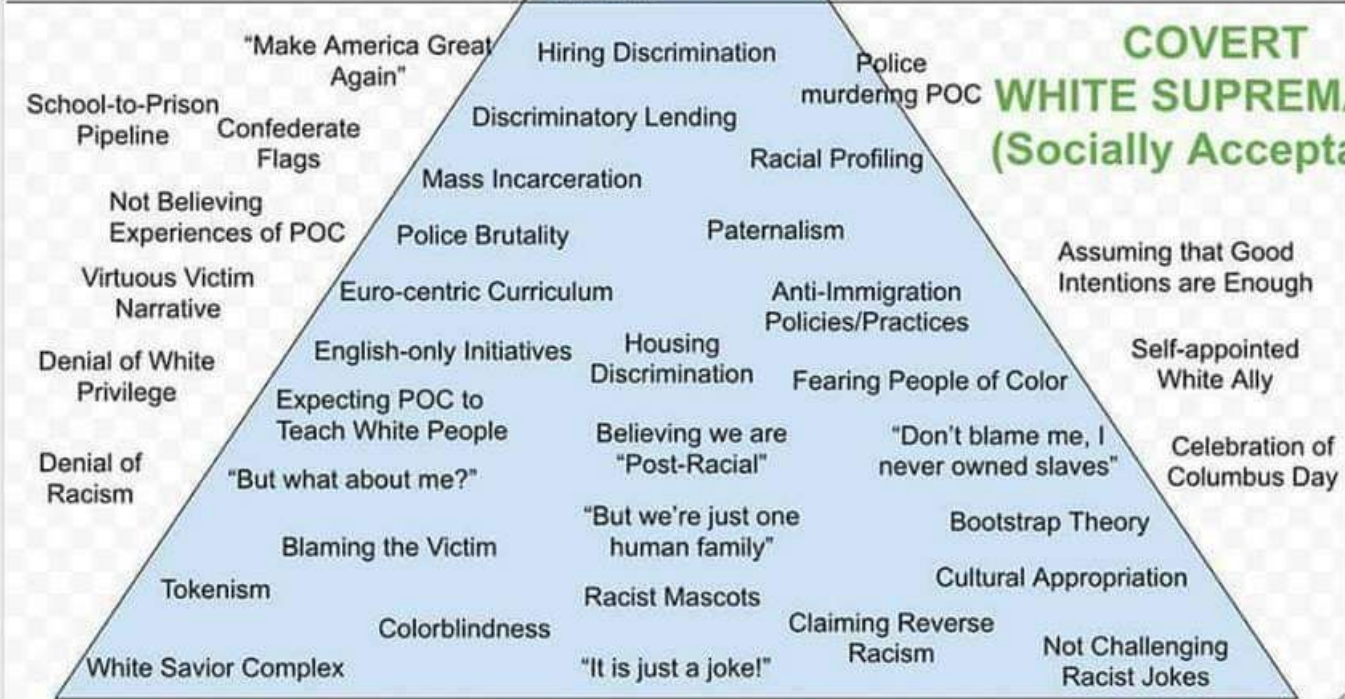 "Make America Great
Again"
Hiring Discrimination
Police
murdering POC
COVERT
WHITE SUPREMA
(Socially Accepta
School-to-Prison
Pipeline
Confederate
Flags
Discriminatory Lending
Mass Incarceration
Racial Profiling
Not Believing
Experiences of POC
Police Brutality
Paternalism
Virtuous Victim
Narrative
Euro-centric Curriculum
Anti-Immigration
Policies/Practices
Assuming that Good
Intentions are Enough
Denial of White
Privilege
English-only Initiatives
Housing
Discrimination
Fearing People of Color
Self-appointed
White Ally
Expecting POC to
Teach White People
Believing we are
"Post-Racial"
"Don't blame me, I
never owned slaves"
Celebration of
Columbus Day
Denial of
Racism
"But what about me?"
"But we're just one
human family"
Bootstrap Theory
Blaming the Victim
Tokenism
Racist Mascots
Cultural Appropriation
Colorblindness
Claiming Reverse
Racism
Not Challenging
Racist Jokes
White Savior Complex
"It is just a joke!"